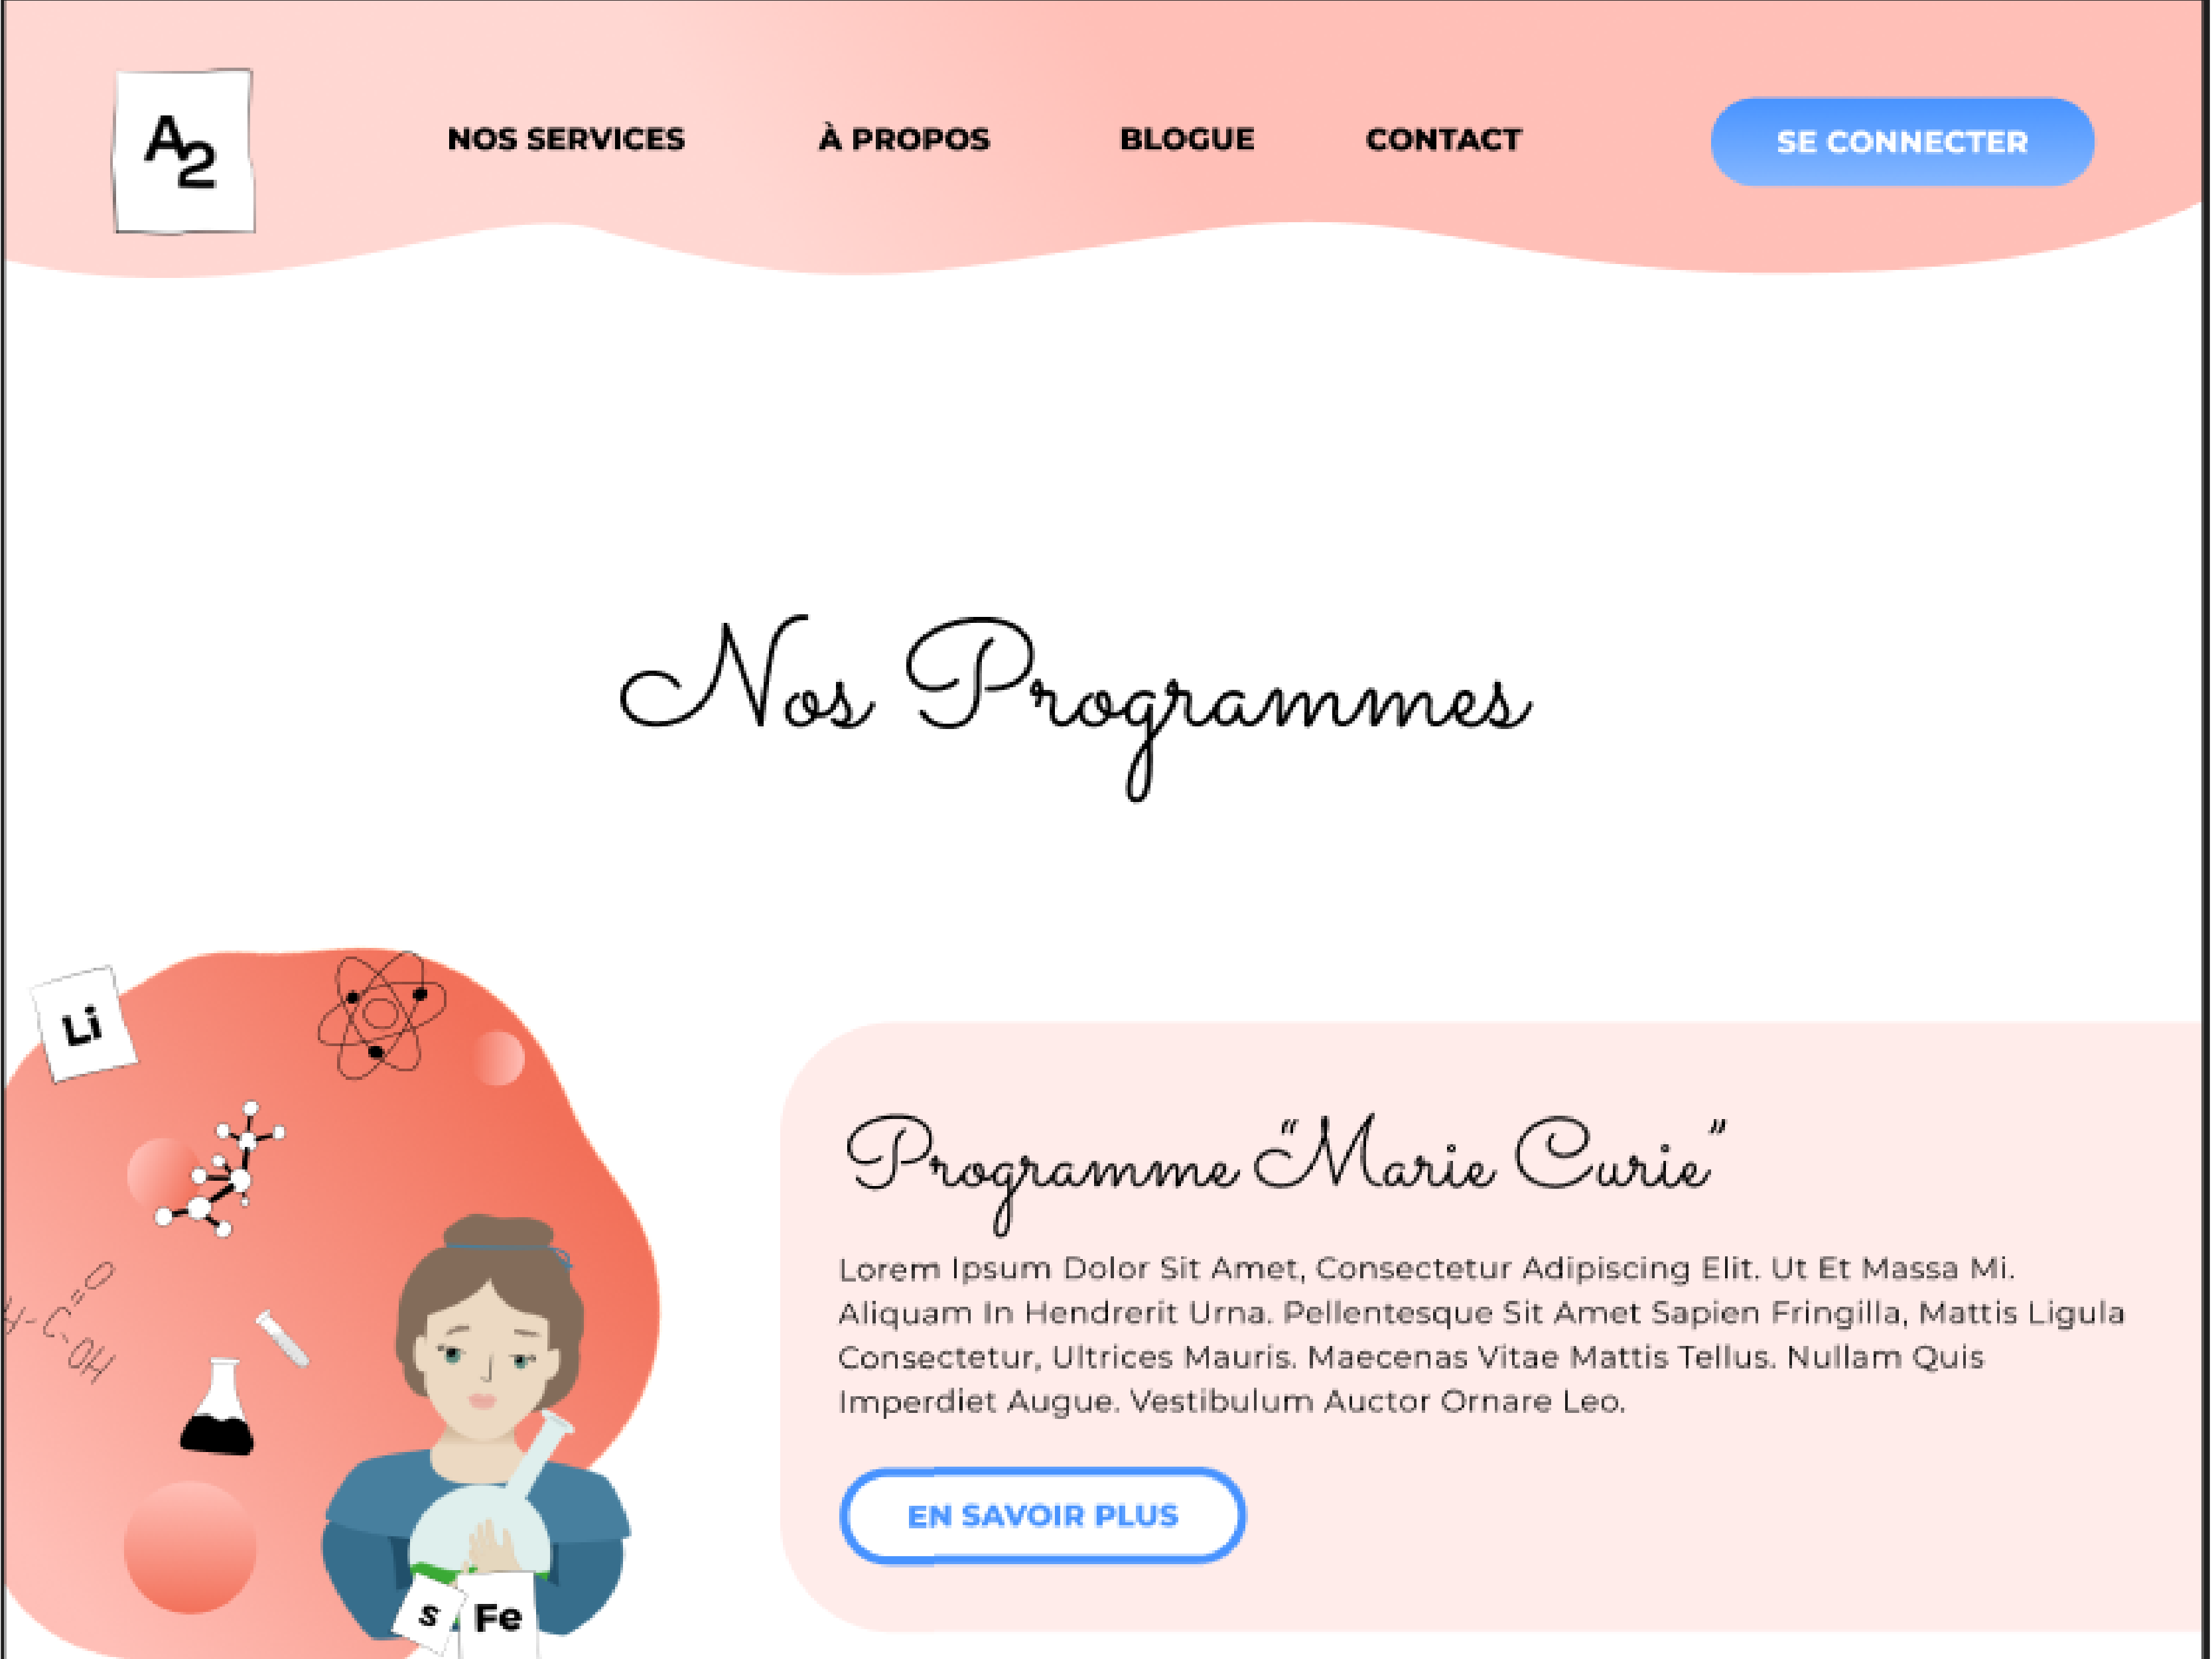 A2
NOS SERVICES
À PROPOS
BLOGUE
CONTACT
SE CONNECTER
Nos Programmes
Li
Programme “Marie Curie”
Lorem Ipsum Dolor Sit Amet, Consectetur Adipiscing Elit. Ut Et Massa Mi.
Aliquam In Hendrerit Urna. Pellentesque Sit Amet Sapien Fringilla, Mattis Ligula
Consectetur, Ultrices Mauris. Maecenas Vitae Mattis Tellus. Nullam Quis
Imperdiet Augue. Vestibulum Auctor Ornare Leo.
O
H-C
OH
EN SAVOIR PLUS
S
Fe